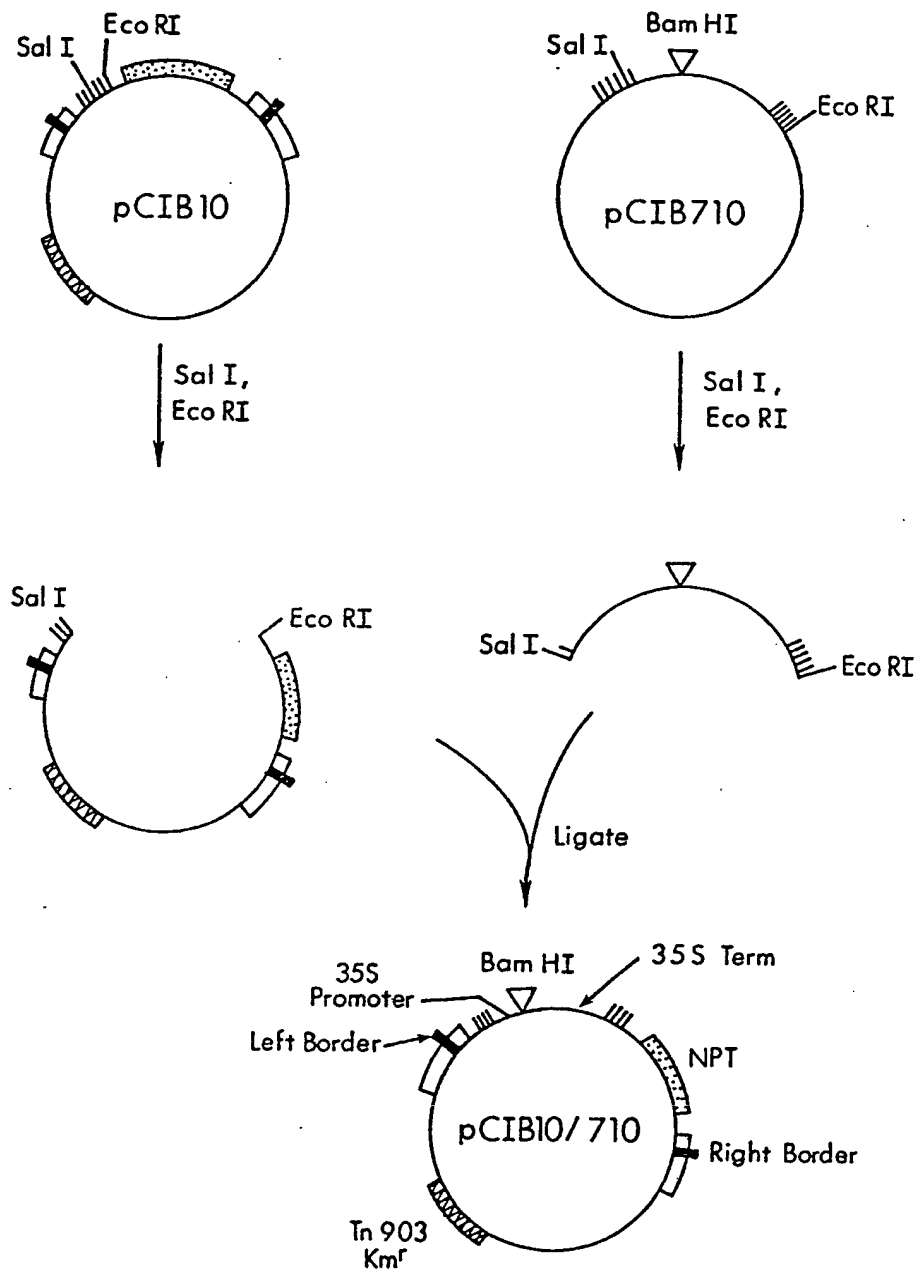 Sal I
Eco RI
pCIB10
Sal I
Bam HI
Eco RI
pCIB710
Sal I,
Eco RI
Sal I,
Eco RI
Sal I
Eco RI
Sal I
Eco RI
Ligate
35S
Promoter
Bam HI
35S Term
Left Border
NPT
pCIB10/710
Right Border
Tn 903
Kmr